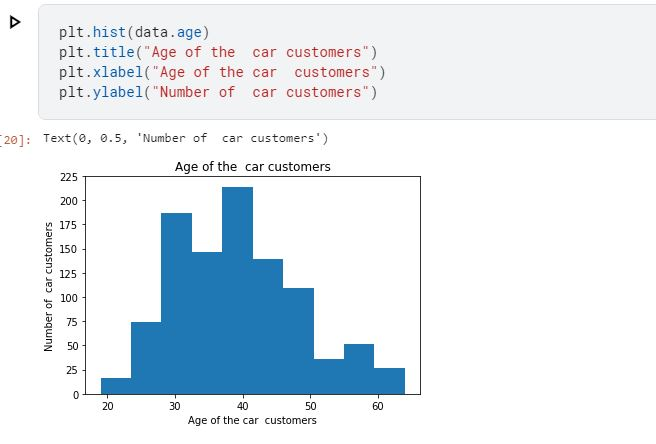 plt.hist(data.age)
plt.title("Age of the  car customers")
plt.xlabel("Age of the car  customers")
plt.ylabel("Number of  car customers")
[20]: Text(0, 0.5, 'Number of  car customers')
Age of the  car customers
225
200
175
150
125
100
75
50
25
0
Number of  car customers
20 30 40 50 60
Age of the car  customers